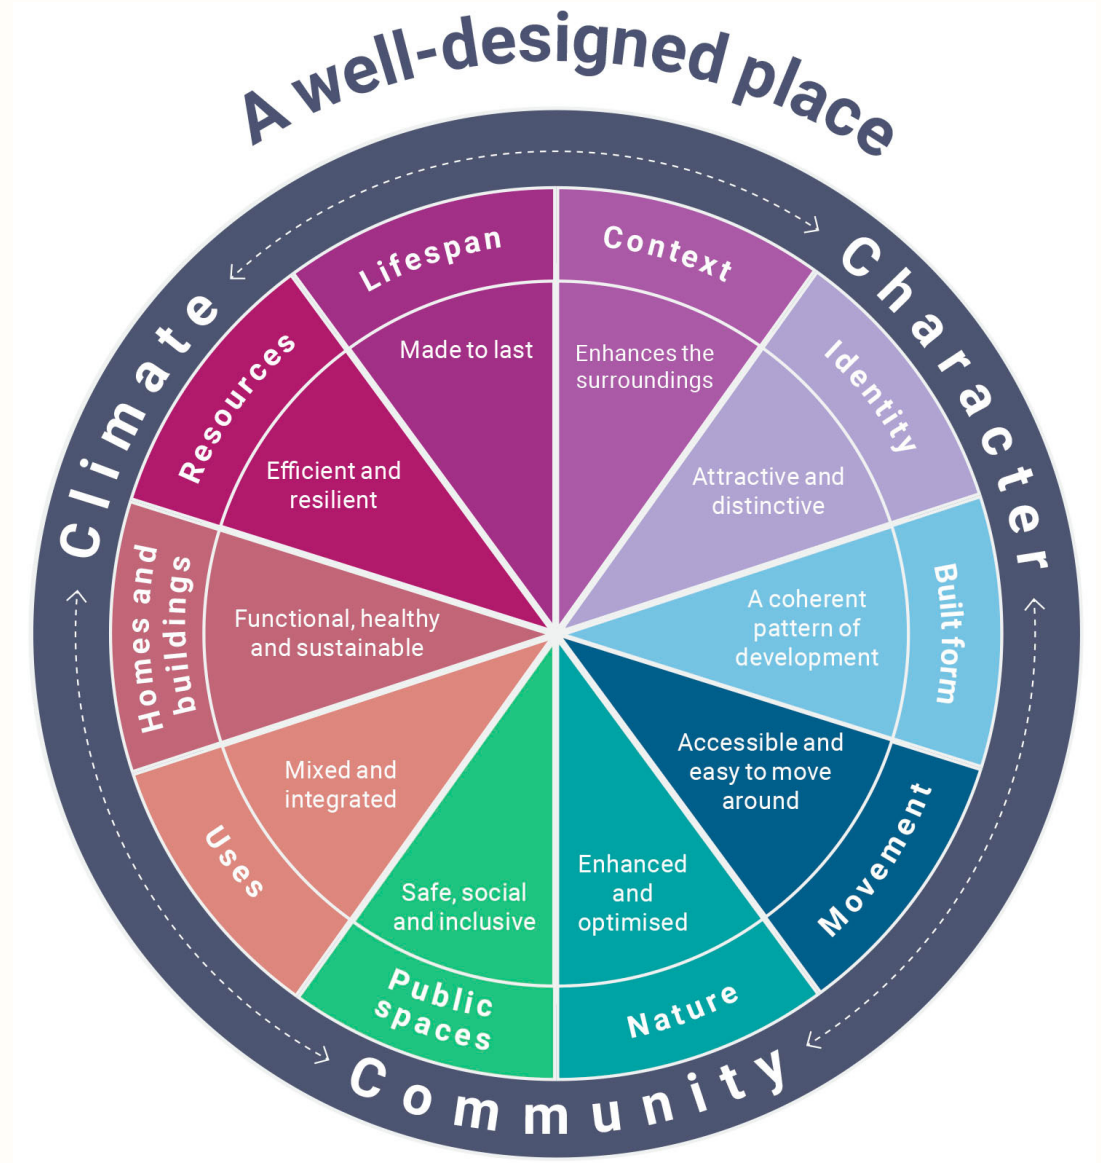 A well-designed place
Climate
Character
Community
Context
Enhances the
surroundings
Identity
Attractive and
distinctive
Built form
A coherent
pattern of
development
Movement
Accessible and
easy to move
around
Nature
Enhanced
and
optimised
Public
spaces
Safe, social
and inclusive
Uses
Mixed and
integrated
Homes and
buildings
Functional, healthy
and sustainable
Resources
Efficient and
resilient
Lifespan
Made to last